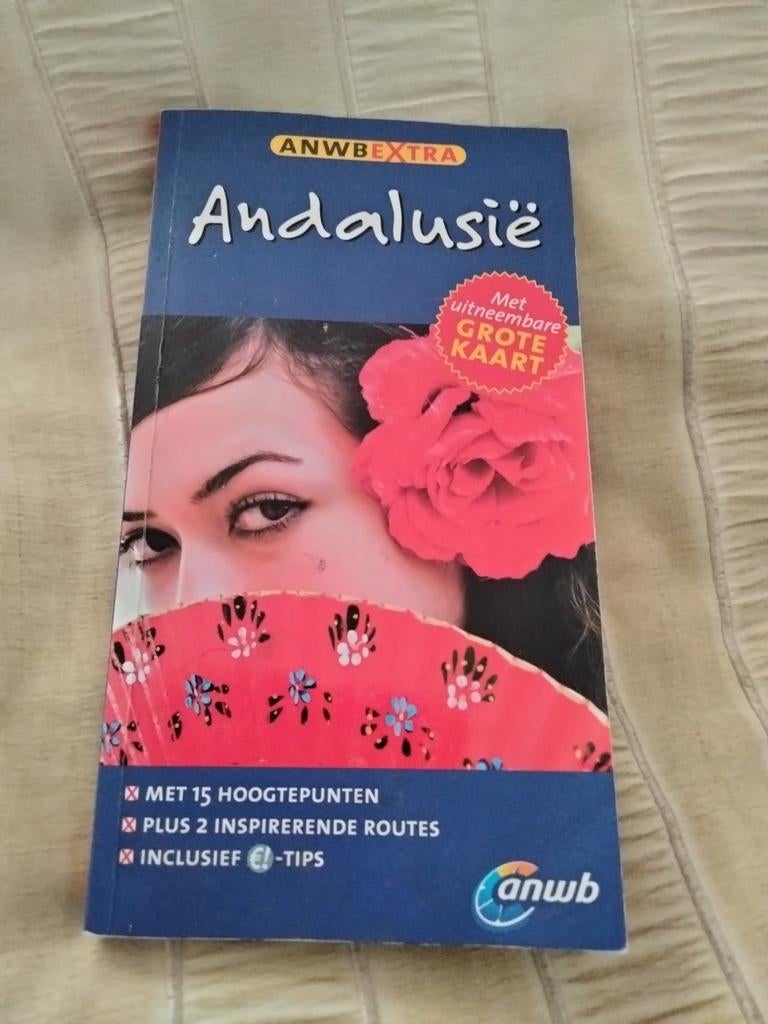 ANWBEXTRA
Andalusië
Met
uitneembare
GROTE
KAART
MET 15 HOOGTEPUNTEN
PLUS 2 INSPIRERENDE ROUTES
INCLUSIEF €!-TIPS
anwb